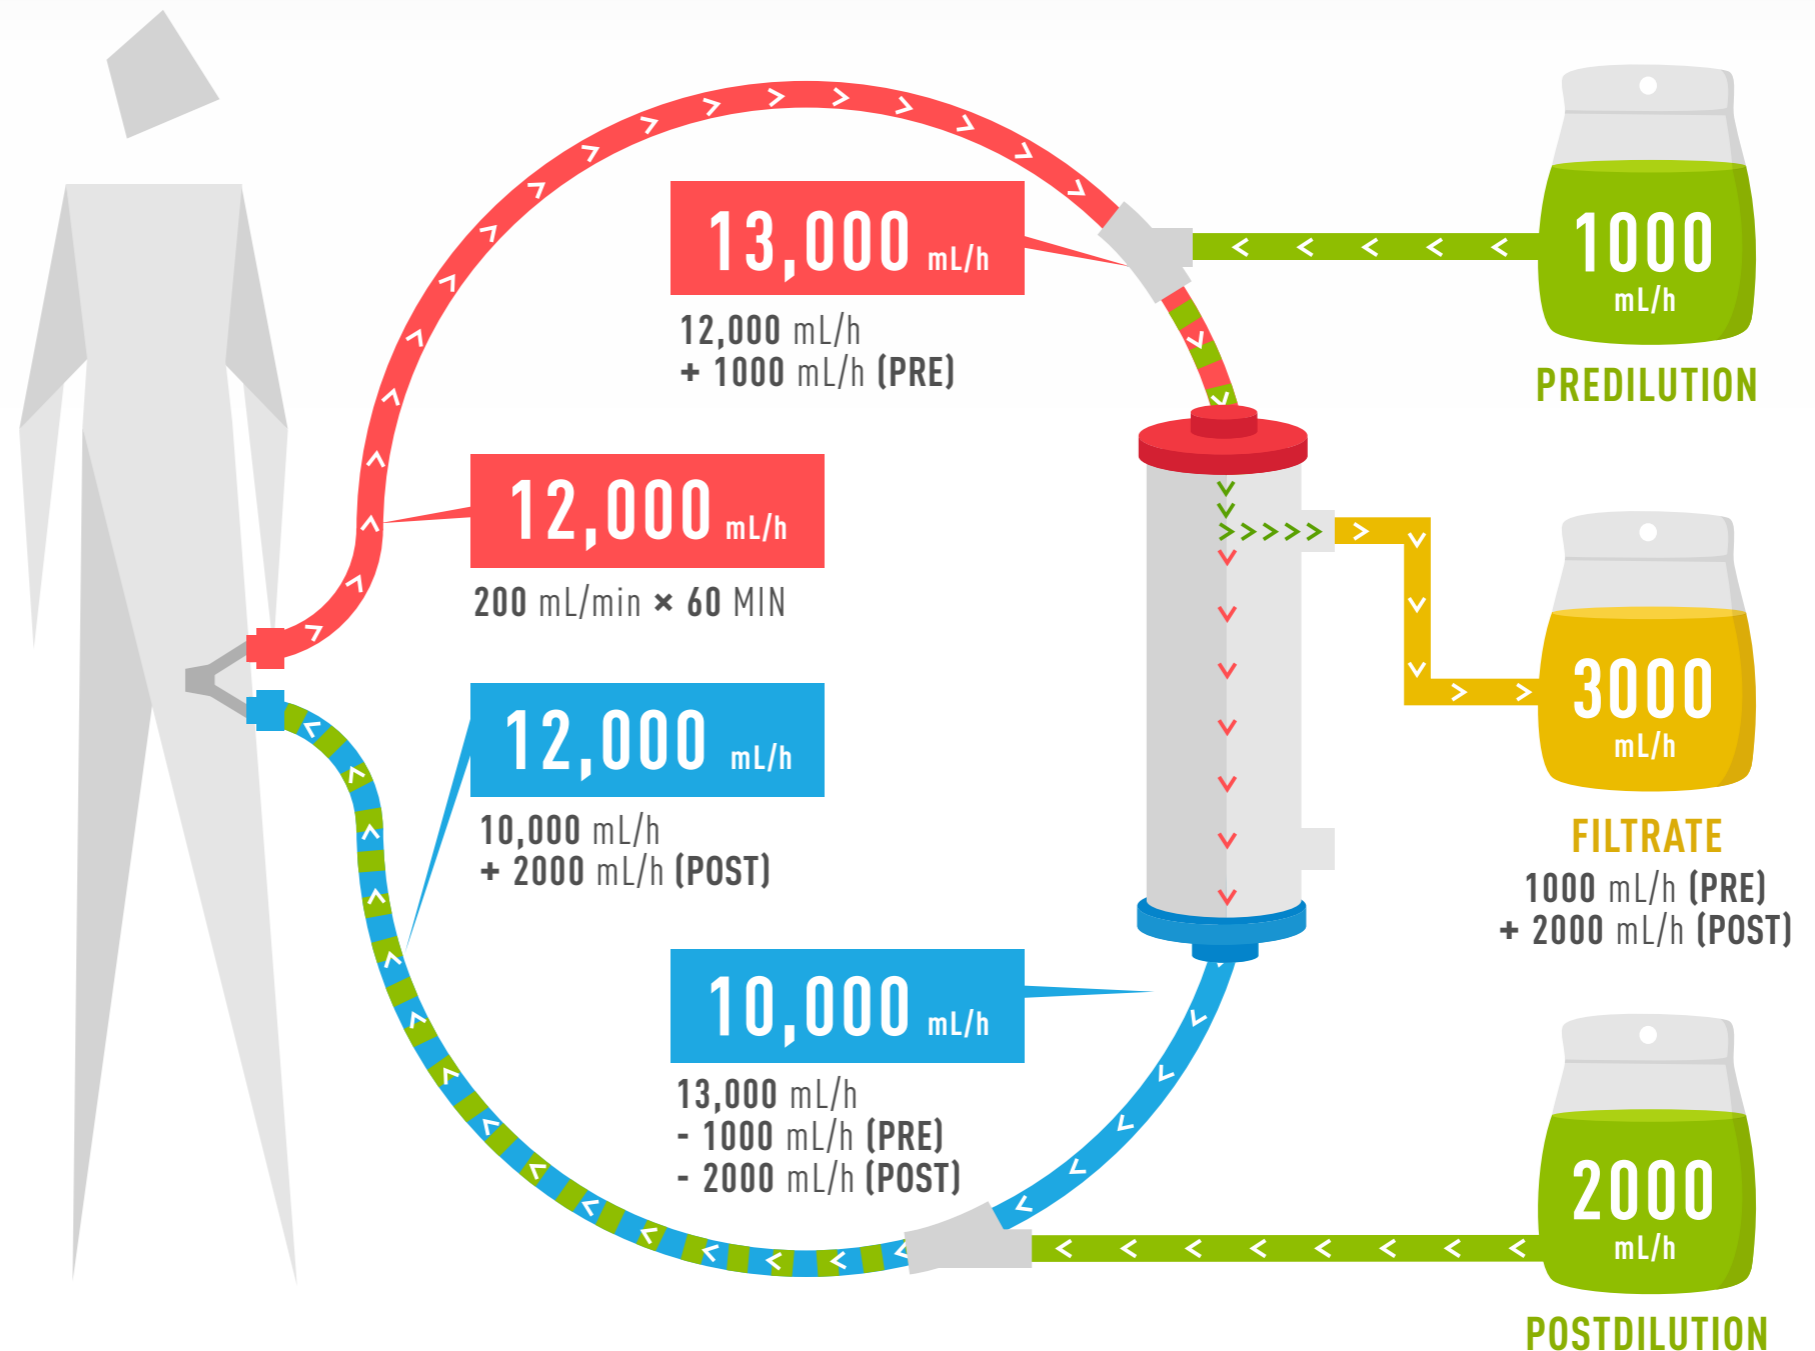 1000
mL/h
PREDILUTION
13,000 mL/h
12,000 mL/h
+ 1000 mL/h (PRE)
12,000 mL/h
200 mL/min × 60 MIN
3000
mL/h
FILTRATE
1000 mL/h (PRE)
+ 2000 mL/h (POST)
12,000 mL/h
10,000 mL/h
+ 2000 mL/h (POST)
10,000 mL/h
13,000 mL/h
- 1000 mL/h (PRE)
- 2000 mL/h (POST)
2000
mL/h
POSTDILUTION